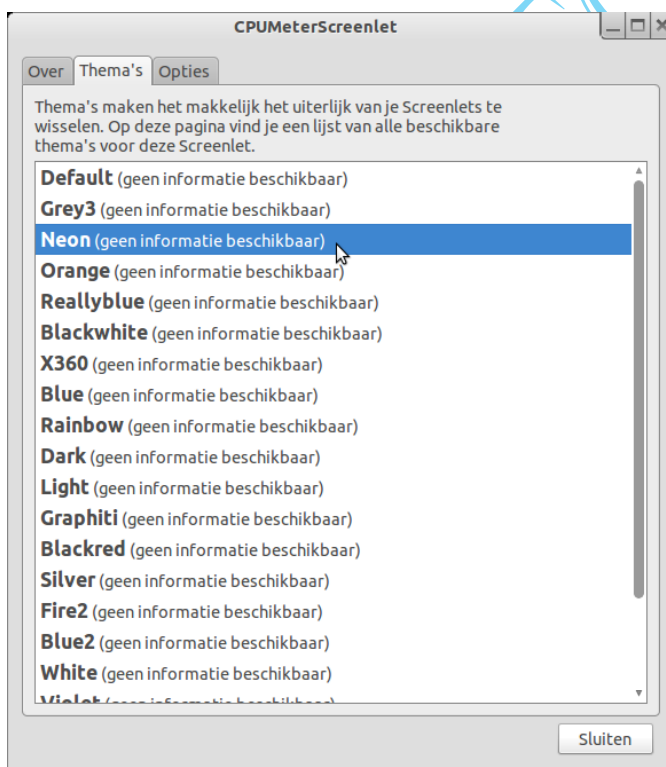 CPUMeterScreenlet
Over Thema's Opties
Thema's maken het makkelijk het uiterlijk van je Screenlets te
wisselen. Op deze pagina vind je een lijst van alle beschikbare
thema's voor deze Screenlet.
Default (geen informatie beschikbaar)
Grey3 (geen informatie beschikbaar)
Neon (geen informatie beschikbaar)
Orange (geen informatie beschikbaar)
Reallyblue (geen informatie beschikbaar)
Blackwhite (geen informatie beschikbaar)
X360 (geen informatie beschikbaar)
Blue (geen informatie beschikbaar)
Rainbow (geen informatie beschikbaar)
Dark (geen informatie beschikbaar)
Light (geen informatie beschikbaar)
Graphiti (geen informatie beschikbaar)
Blackred (geen informatie beschikbaar)
Silver (geen informatie beschikbaar)
Fire2 (geen informatie beschikbaar)
Blue2 (geen informatie beschikbaar)
White (geen informatie beschikbaar)
Violet (geen informatie beschikbaar)
Sluiten